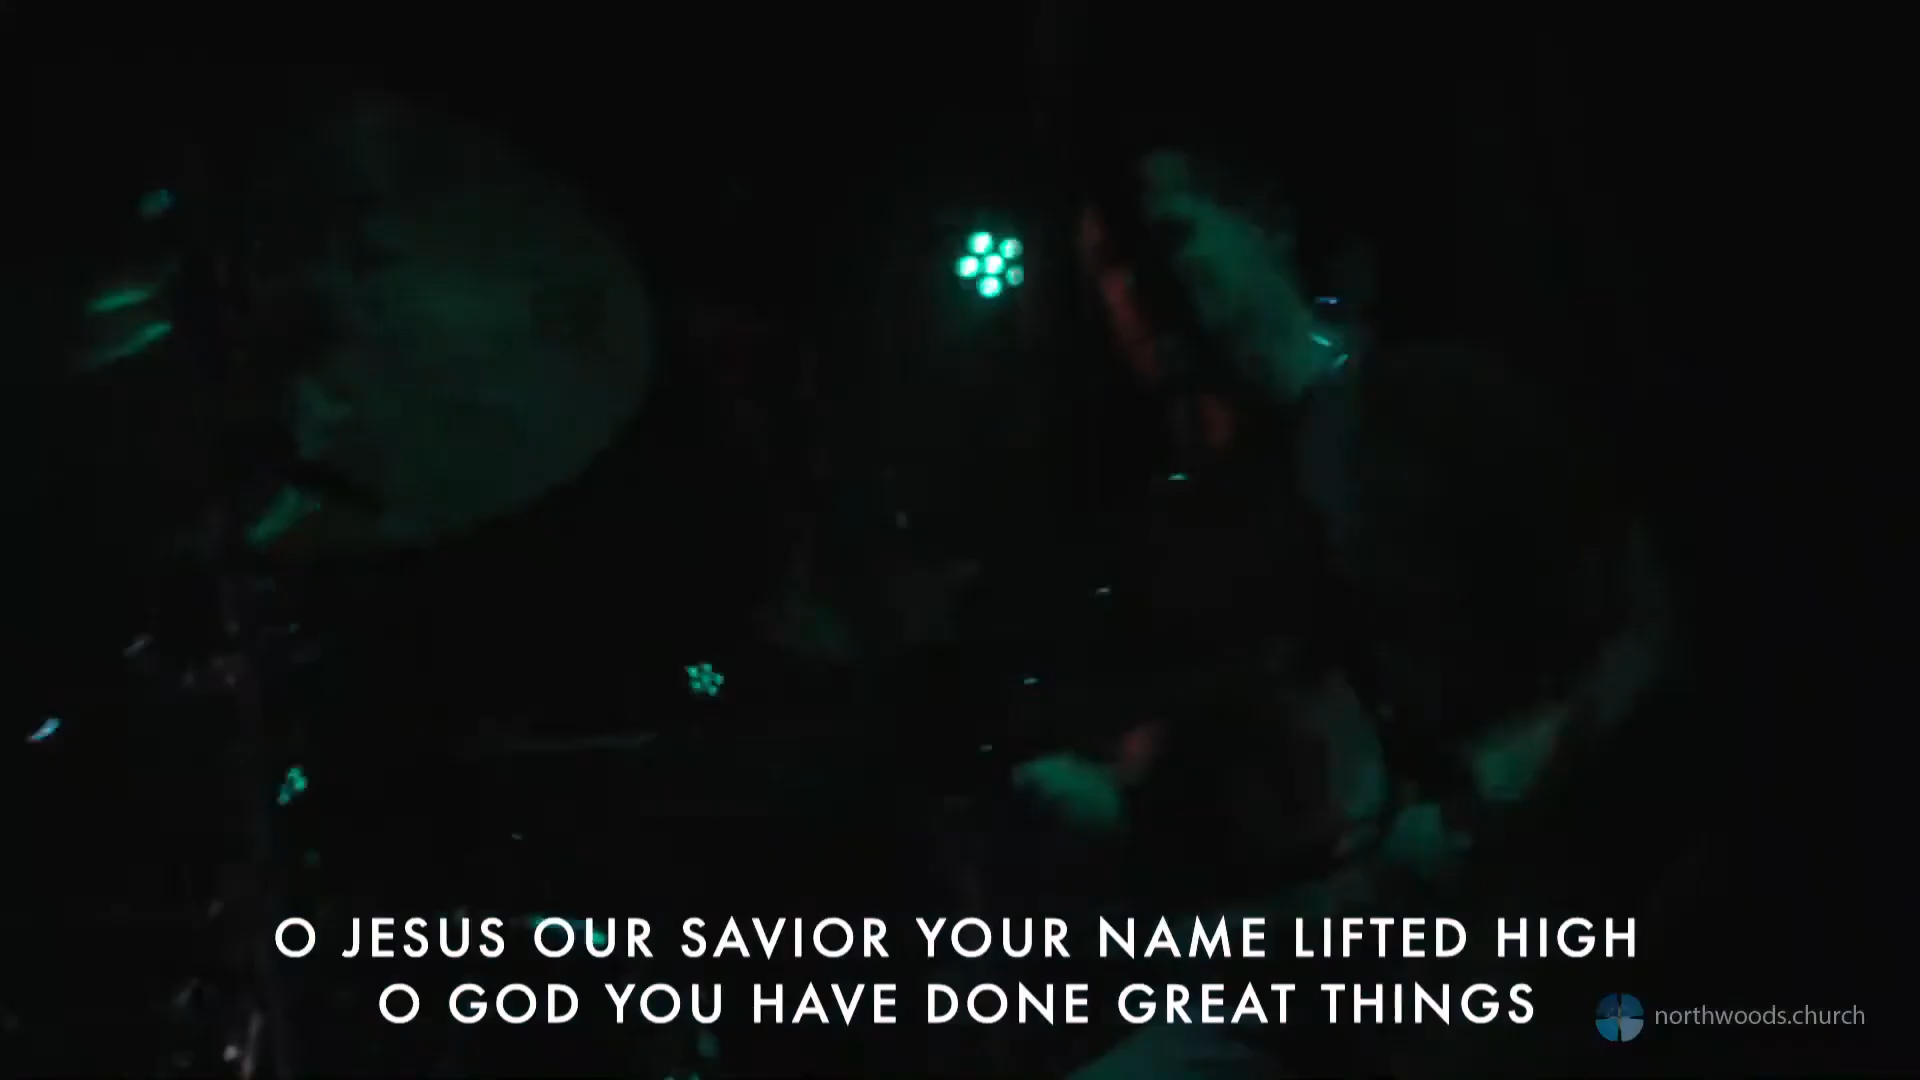 O JESUS OUR SAVIOR YOUR NAME LIFTED HIGH
O GOD YOU HAVE DONE GREAT THINGS
northwoods.church